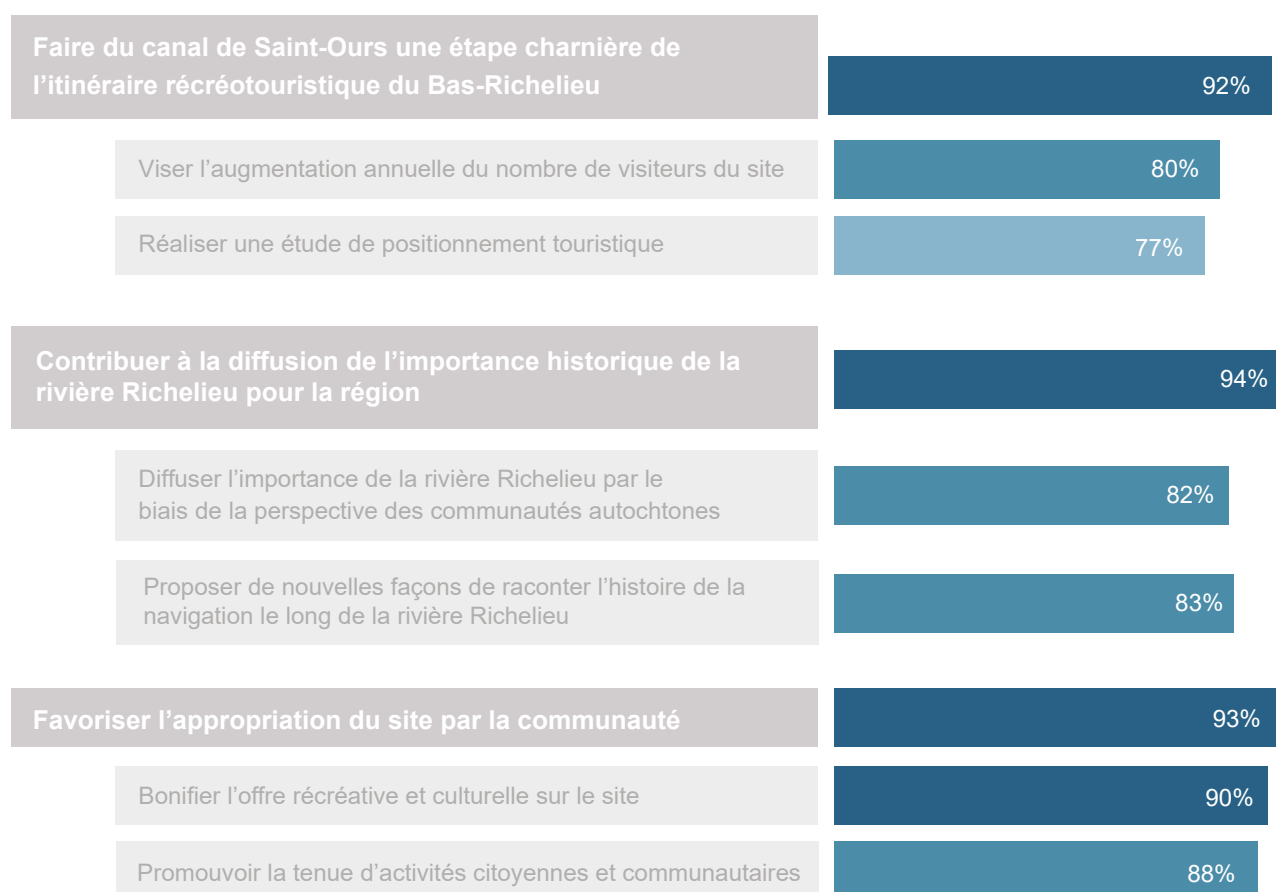 Faire du canal de Saint-Ours une étape charnière de
l’itinéraire récréotouristique du Bas-Richelieu
92%
Viser l’augmentation annuelle du nombre de visiteurs du site
80%
Réaliser une étude de positionnement touristique
77%
Contribuer à la diffusion de l’importance historique de la
rivière Richelieu pour la région
94%
Diffuser l’importance de la rivière Richelieu par le
biais de la perspective des communautés autochtones
82%
Proposer de nouvelles façons de raconter l’histoire de la
navigation le long de la rivière Richelieu
83%
Favoriser l’appropriation du site par la communauté
93%
Bonifier l’offre récréative et culturelle sur le site
90%
Promouvoir la tenue d’activités citoyennes et communautaires
88%